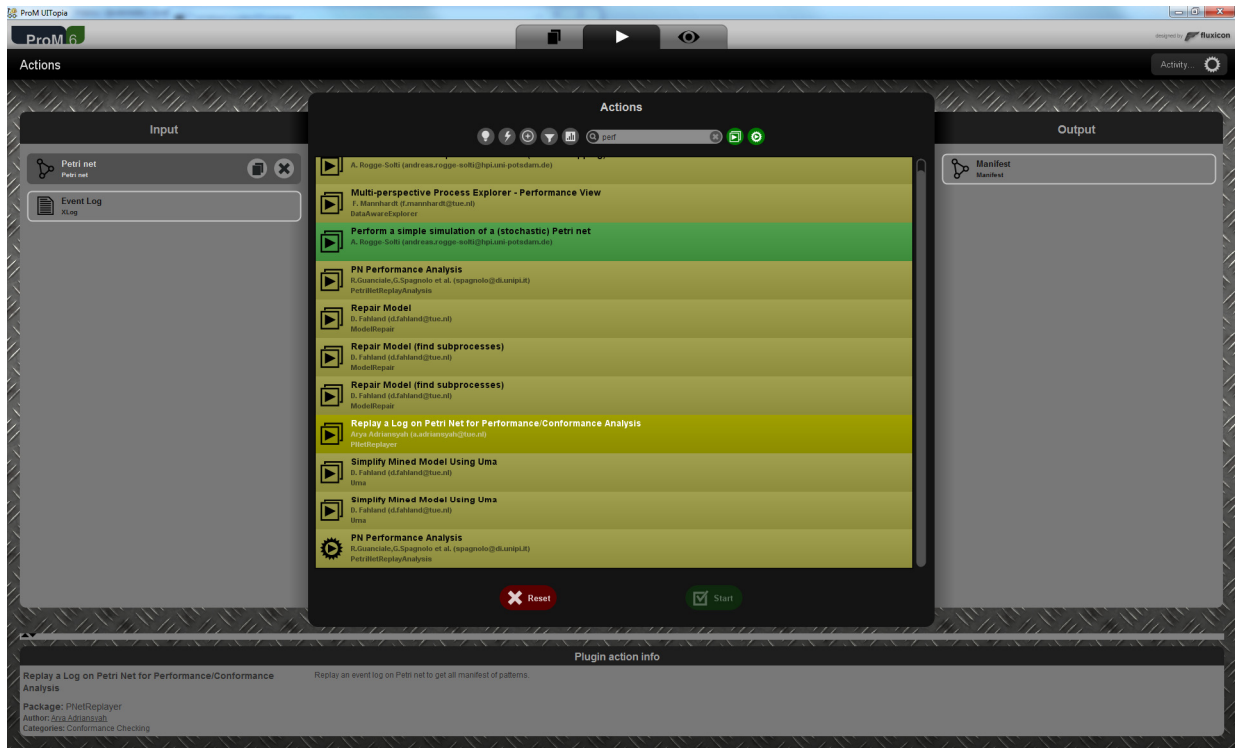 ProM UITopia
ProM 6
designed by fluxicon
Actions
Activity...
Input
Petri net
Petri net
Event Log
XLog
Actions
perf
A. Rogge-Solti (andreas.rogge-solti@hpi.uni-potsdam.de)
Multi-perspective Process Explorer - Performance View
F. Mannhardt (f.mannhardt@tue.nl)
DataAwareExplorer
Perform a simple simulation of a (stochastic) Petri net
A. Rogge-Solti (andreas.rogge-solti@hpi.uni-potsdam.de)
PN Performance Analysis
R.Guanciale,G.Spagnolo et al. (spagnolo@di.unipi.it)
PetriNetReplayAnalysis
Repair Model
D. Fahland (d.fahland@tue.nl)
ModelRepair
Repair Model (find subprocesses)
D. Fahland (d.fahland@tue.nl)
ModelRepair
Repair Model (find subprocesses)
D. Fahland (d.fahland@tue.nl)
ModelRepair
Replay a Log on Petri Net for Performance/Conformance Analysis
Arya Adriansyah (a.adriansyah@tue.nl)
PNetReplayer
Simplify Mined Model Using Uma
D. Fahland (d.fahland@tue.nl)
Uma
Simplify Mined Model Using Uma
D. Fahland (d.fahland@tue.nl)
Uma
PN Performance Analysis
R.Guanciale,G.Spagnolo et al. (spagnolo@di.unipi.it)
PetriNetReplayAnalysis
Reset
Start
Output
Manifest
Manifest
Plugin action info
Replay a Log on Petri Net for Performance/Conformance
Analysis
Package: PNetReplayer
Author: Arya Adriansyah
Categories: Conformance Checking
Replay an event log on Petri net to get all manifest of patterns.